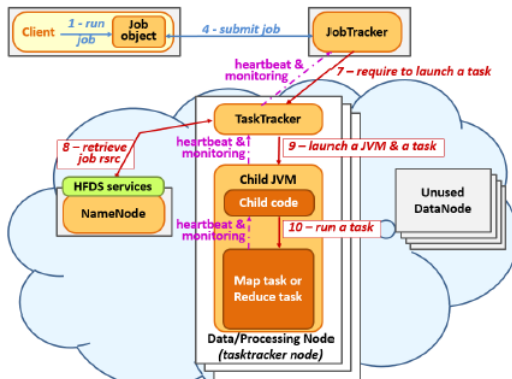 Client
1 - run
job
Job
object
4 - submit job
JobTracker
heartbeat &
monitoring
7 – require to launch a task
TaskTracker
8 – retrieve
job rsrc
heartbeat &
monitoring
9 – launch a JVM & a task
HFDS services
NameNode
Child JVM
Child code
Unused
DataNode
heartbeat &
monitoring
10 – run a task
Map task or
Reduce task
Data/Processing Node
(tasktracker node)